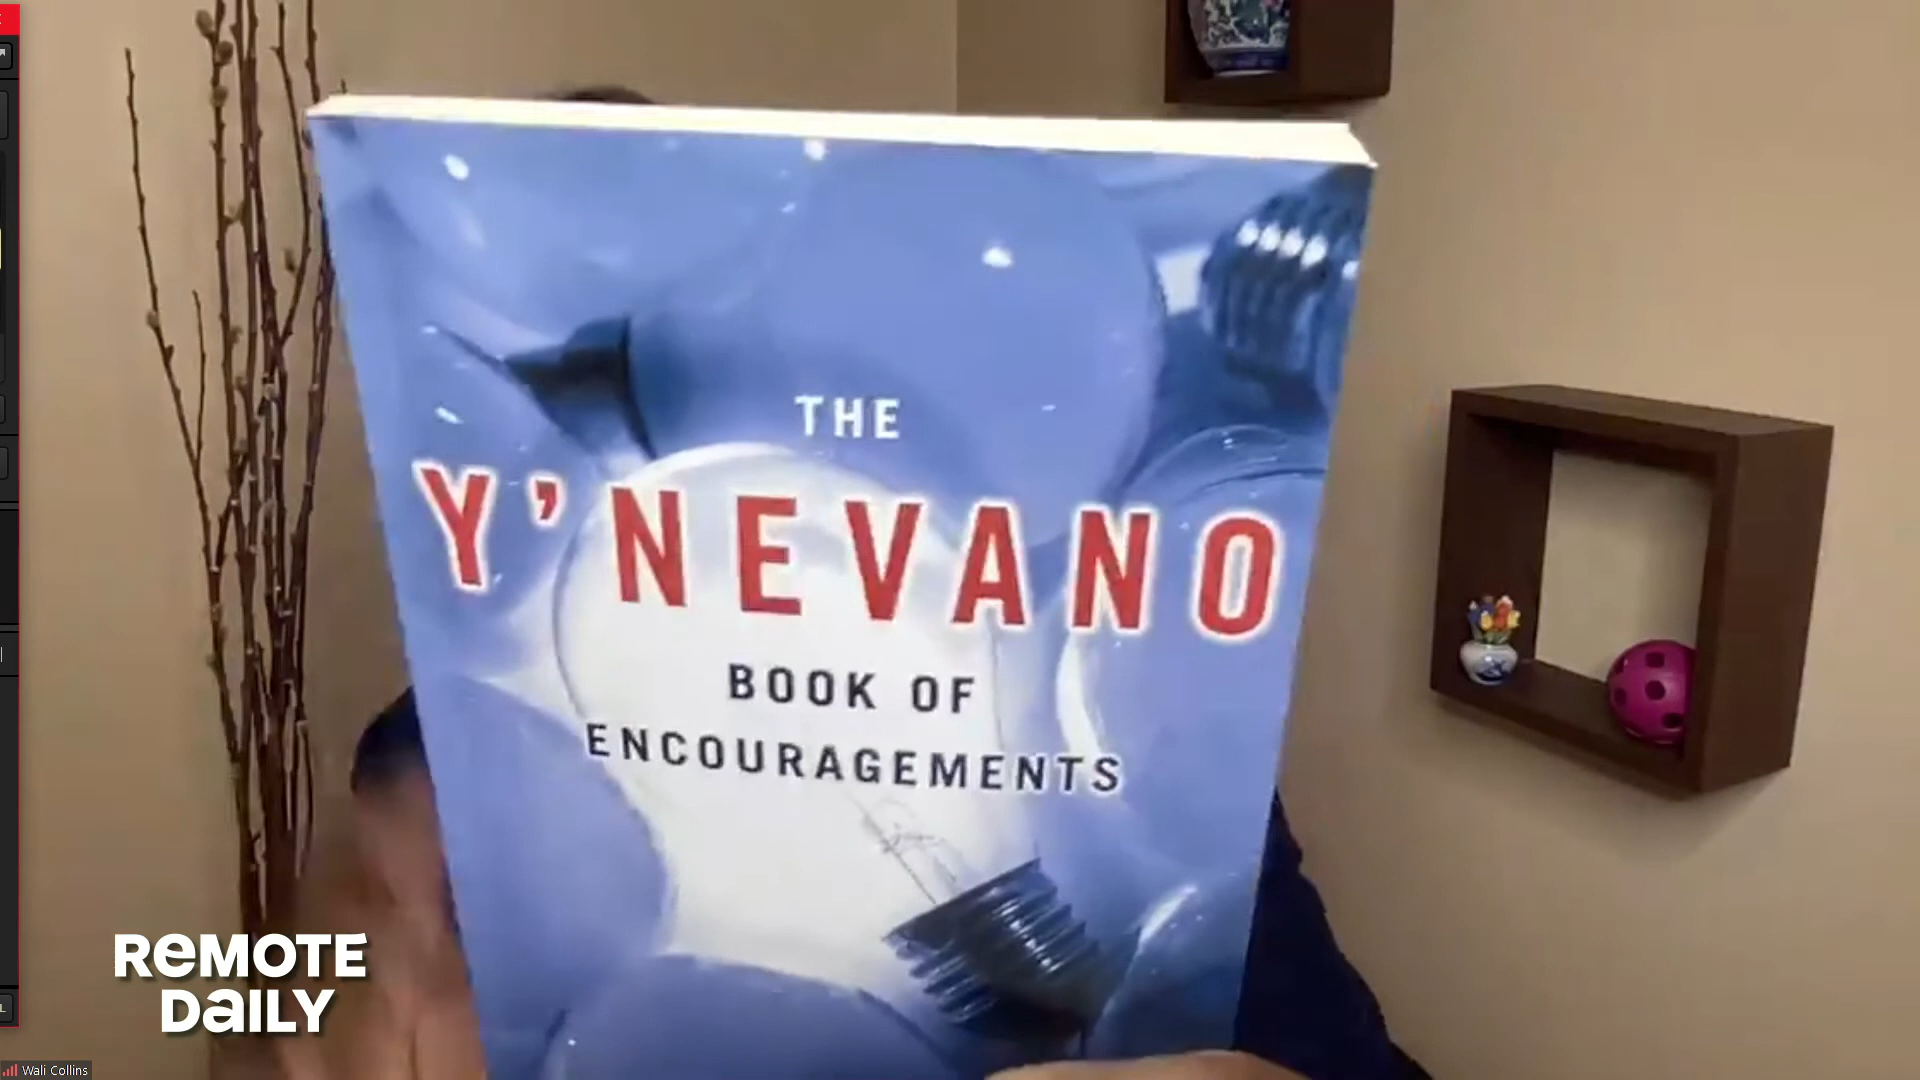 THE
Y'NEVANO
BOOK OF
ENCOURAGEMENTS
REMOTE
DAILY
Wali Collins